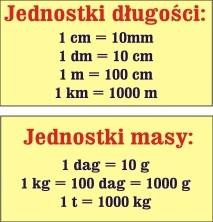 Jednostki długości:
1 cm = 10mm
1 dm = 10 cm
1 m = 100 cm
1 km = 1000 m
Jednostki masy:
1 dag = 10 g
1 kg = 100 dag = 1000 g
1 t = 1000 kg